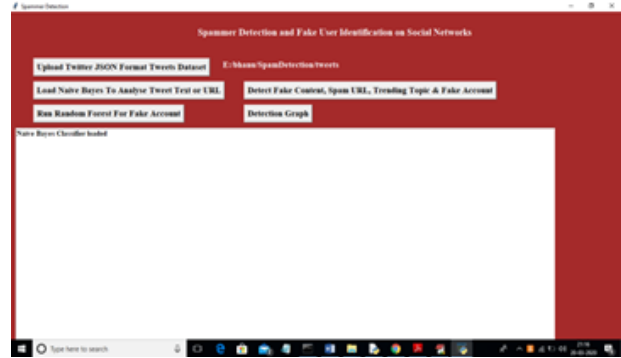 Spammer Detection
Spammer Detection and Fake User Identification on Social Networks
Upload Twitter JSON Format Tweets Dataset E:/bhanu/SpamDetection/tweets
Load Naive Bayes To Analyse Tweet Text or URL Detect Fake Content, Spam URL, Trending Topic & Fake Account
Run Random Forest For Fake Account Detection Graph
Naive Bayes Classifier loaded
Type here to search
21:16